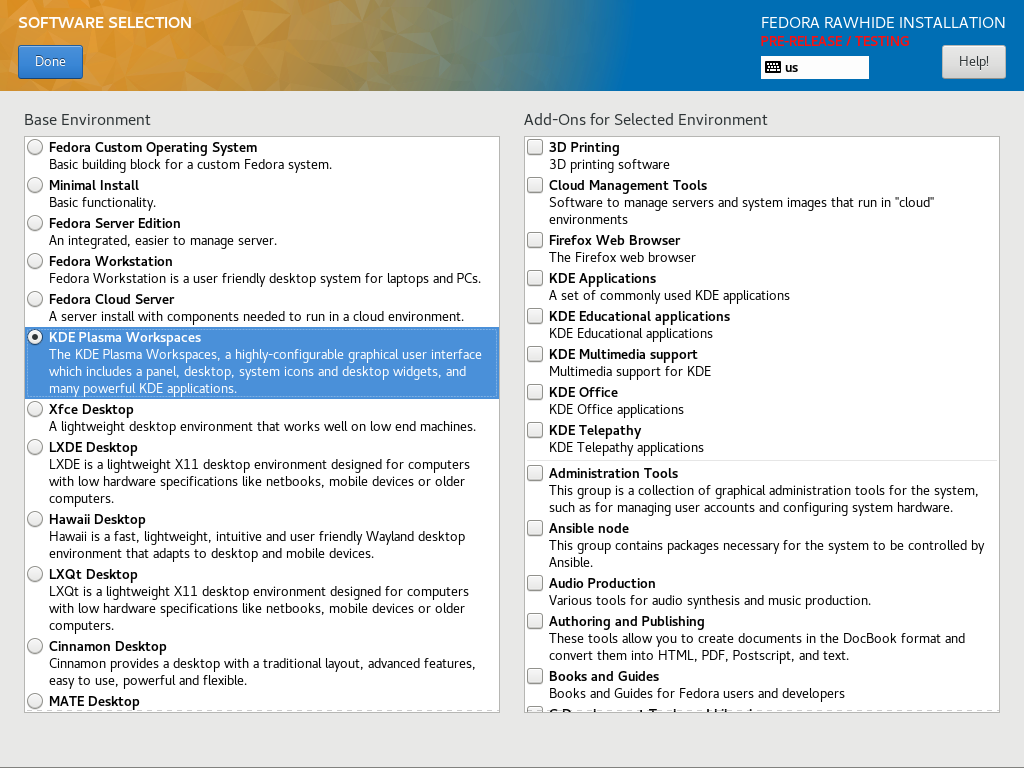 SOFTWARE SELECTION
Done
FEDORA RAWHIDE INSTALLATION
PRE-RELEASE / TESTING
us
Help!
Base Environment
Fedora Custom Operating System
Basic building block for a custom Fedora system.
Minimal Install
Basic functionality.
Fedora Server Edition
An integrated, easier to manage server.
Fedora Workstation
Fedora Workstation is a user friendly desktop system for laptops and PCs.
Fedora Cloud Server
A server install with components needed to run in a cloud environment.
KDE Plasma Workspaces
The KDE Plasma Workspaces, a highly-configurable graphical user interface
which includes a panel, desktop, system icons and desktop widgets, and
many powerful KDE applications.
Xfce Desktop
A lightweight desktop environment that works well on low end machines.
LXDE Desktop
LXDE is a lightweight X11 desktop environment designed for computers
with low hardware specifications like netbooks, mobile devices or older
computers.
Hawaii Desktop
Hawaii is a fast, lightweight, intuitive and user friendly Wayland desktop
environment that adapts to desktop and mobile devices.
LXQt Desktop
LXQt is a lightweight X11 desktop environment designed for computers
with low hardware specifications like netbooks, mobile devices or older
computers.
Cinnamon Desktop
Cinnamon provides a desktop with a traditional layout, advanced features,
easy to use, powerful and flexible.
MATE Desktop
Add-Ons for Selected Environment
3D Printing
3D printing software
Cloud Management Tools
Software to manage servers and system images that run in "cloud"
environments
Firefox Web Browser
The Firefox web browser
KDE Applications
A set of commonly used KDE applications
KDE Educational applications
KDE Educational applications
KDE Multimedia support
Multimedia support for KDE
KDE Office
KDE Office applications
KDE Telepathy
KDE Telepathy applications
Administration Tools
This group is a collection of graphical administration tools for the system,
such as for managing user accounts and configuring system hardware.
Ansible node
This group contains packages necessary for the system to be controlled by
Ansible.
Audio Production
Various tools for audio synthesis and music production.
Authoring and Publishing
These tools allow you to create documents in the DocBook format and
convert them into HTML, PDF, Postscript, and text.
Books and Guides
Books and Guides for Fedora users and developers